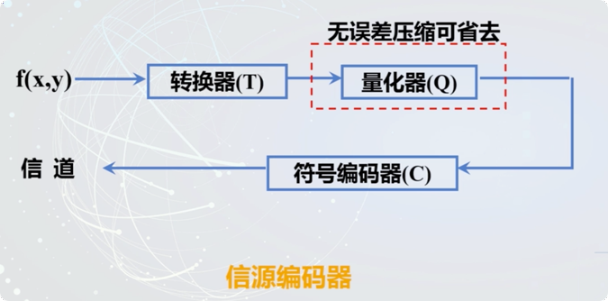 无误差压缩可省去
f(x,y)
转换器(T)
量化器(Q)
信 道
符号编码器(C)
信源编码器